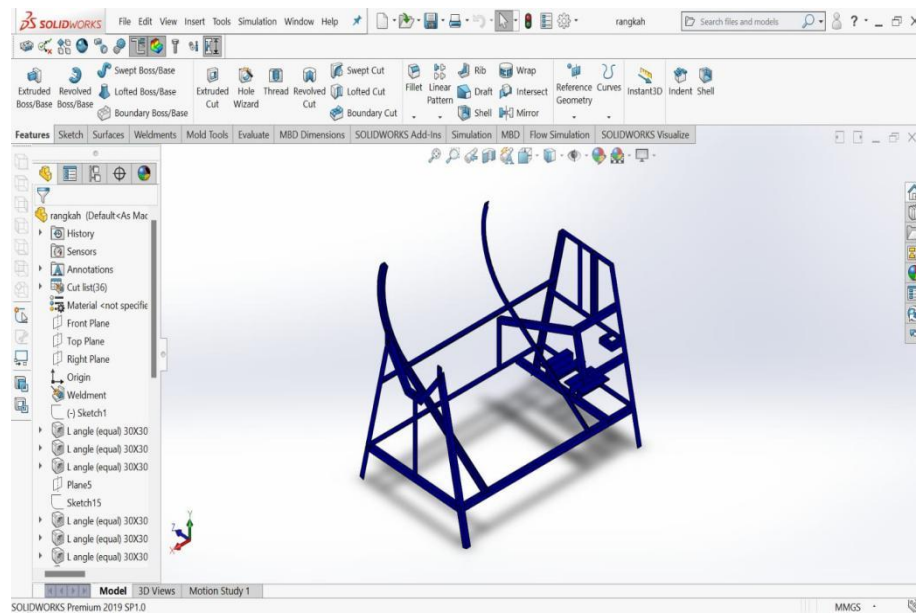 SOLIDWORKS File Edit View Insert Tools Simulation Window Help rangkah Search files and models ?
Extruded Boss/Base
Revolved Boss/Base
Swept Boss/Base
Lofted Boss/Base
Boundary Boss/Base
Extruded Cut
Hole Wizard
Thread
Revolved Cut
Swept Cut
Lofted Cut
Boundary Cut
Fillet
Linear Pattern
Rib
Draft
Shell
Wrap
Intersect
Mirror
Reference Geometry
Curves
Instant3D
Indent
Shell
Features Sketch Surfaces Weldments Mold Tools Evaluate MBD Dimensions SOLIDWORKS Add-Ins Simulation MBD Flow Simulation SOLIDWORKS Visualize
rangkah (Default<As Mac
History
Sensors
Annotations
Cut list(36)
Material <not specifie
Front Plane
Top Plane
Right Plane
Origin
Weldment
(-) Sketch1
L angle (equal) 30X30
L angle (equal) 30X30
L angle (equal) 30X30
Plane5
Sketch15
L angle (equal) 30X30
L angle (equal) 30X30
L angle (equal) 30X30
Y
Z
X
Model 3D Views Motion Study 1
SOLIDWORKS Premium 2019 SP1.0 MMGS